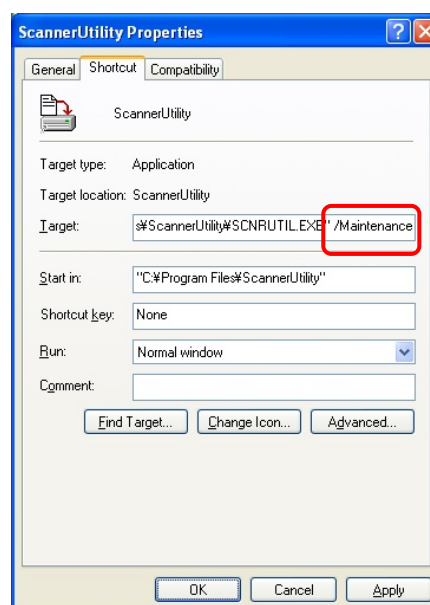 ScannerUtility Properties
General Shortcut Compatibility
ScannerUtility
Target type: Application
Target location: ScannerUtility
Target: s¥ScannerUtility¥SCNRUTIL.EXE" /Maintenance
Start in: "C:¥Program Files¥ScannerUtility"
Shortcut key: None
Run: Normal window
Comment:
Find Target... Change Icon... Advanced...
OK Cancel Apply